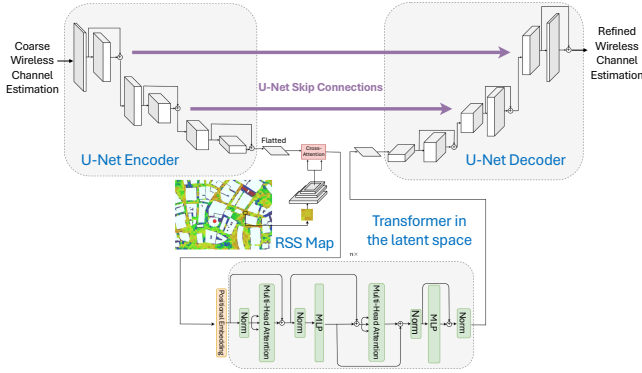 Coarse
Wireless
Channel
Estimation
U-Net Encoder
U-Net Skip Connections
U-Net Decoder
Refined
Wireless
Channel
Estimation
Flatted
Cross-
Attention
RSS Map
Transformer in
the latent space
n×
Positional Embedding
Norm
Multi-Head Attention
Norm
MLP
Multi-Head Attention
Norm
MLP
Norm